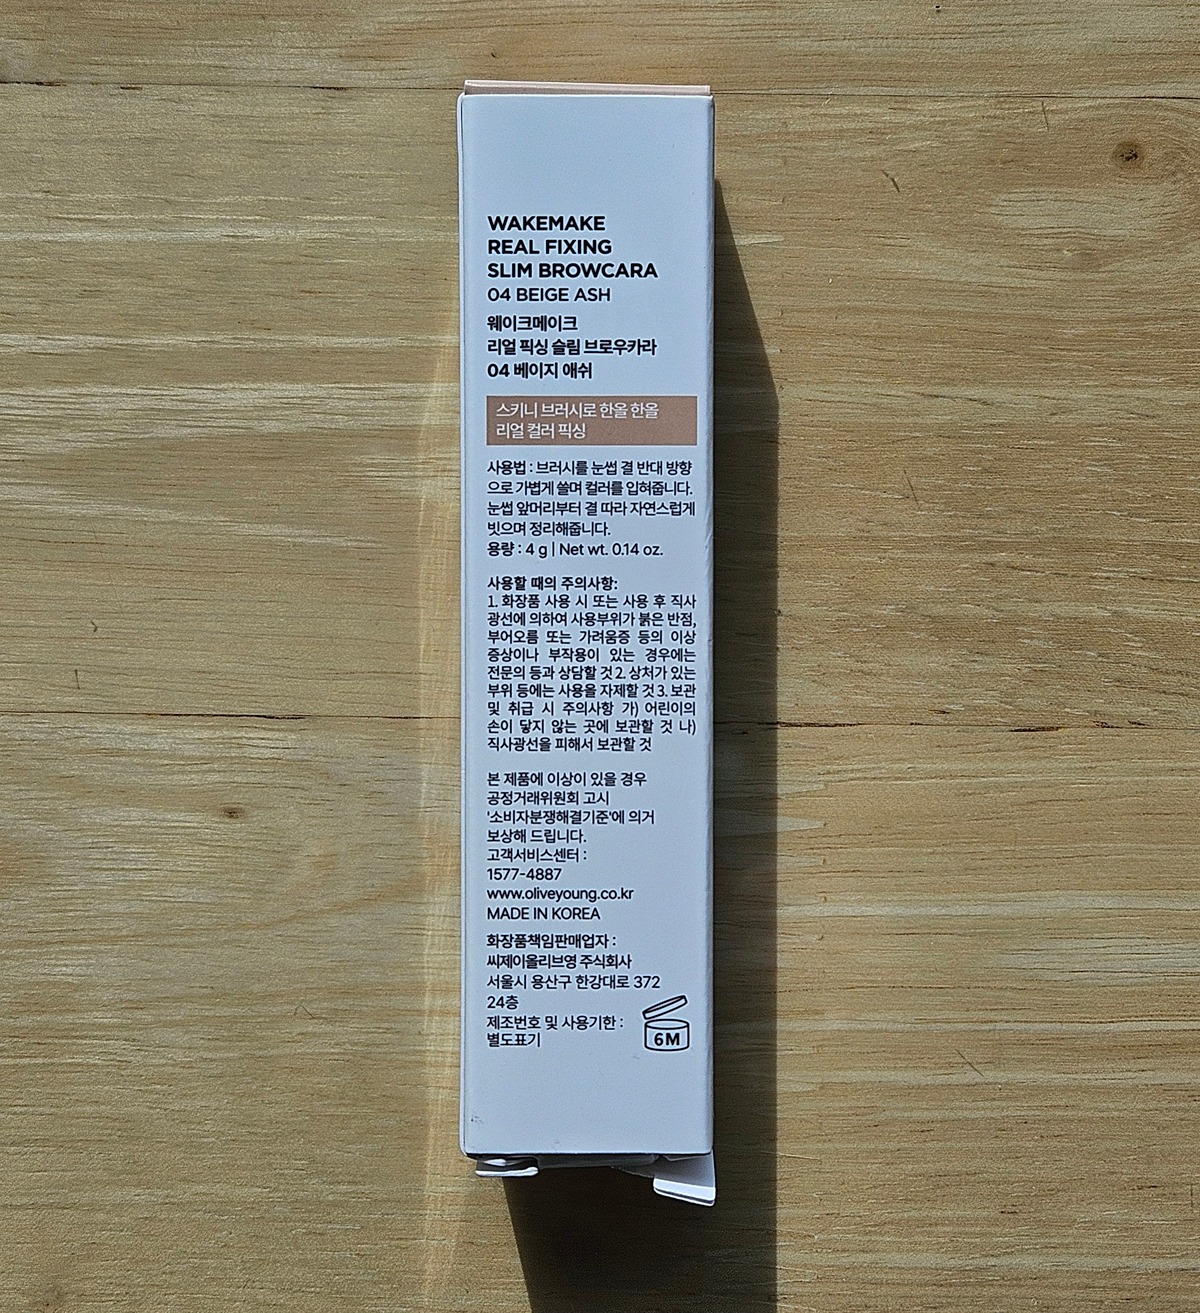 WAKEMAKE
REAL FIXING
SLIM BROWCARA
04 BEIGE ASH
웨이크메이크
리얼 픽싱 슬림 브로우카라
04 베이지 애쉬
스키니 브러시로 한올 한올
리얼 컬러 픽싱
사용법 : 브러시를 눈썹 결 반대 방향
으로 가볍게 쓸며 컬러를 입혀줍니다.
눈썹 앞머리부터 결 따라 자연스럽게
빗으며 정리해줍니다.
용량 : 4 g | Net wt. 0.14 oz.
사용할 때의 주의사항:
1. 화장품 사용 시 또는 사용 후 직사
광선에 의하여 사용부위가 붉은 반점,
부어오름 또는 가려움증 등의 이상
증상이나 부작용이 있는 경우에는
전문의 등과 상담할 것 2. 상처가 있는
부위 등에는 사용을 자제할 것 3. 보관
및 취급 시 주의사항 가) 어린이의
손이 닿지 않는 곳에 보관할 것 나)
직사광선을 피해서 보관할 것
본 제품에 이상이 있을 경우
공정거래위원회 고시
'소비자분쟁해결기준'에 의거
보상해 드립니다.
고객서비스센터 :
1577-4887
www.oliveyoung.co.kr
MADE IN KOREA
화장품책임판매업자 :
씨제이올리브영 주식회사
서울시 용산구 한강대로 372
24층
제조번호 및 사용기한 :
별도표기
6M